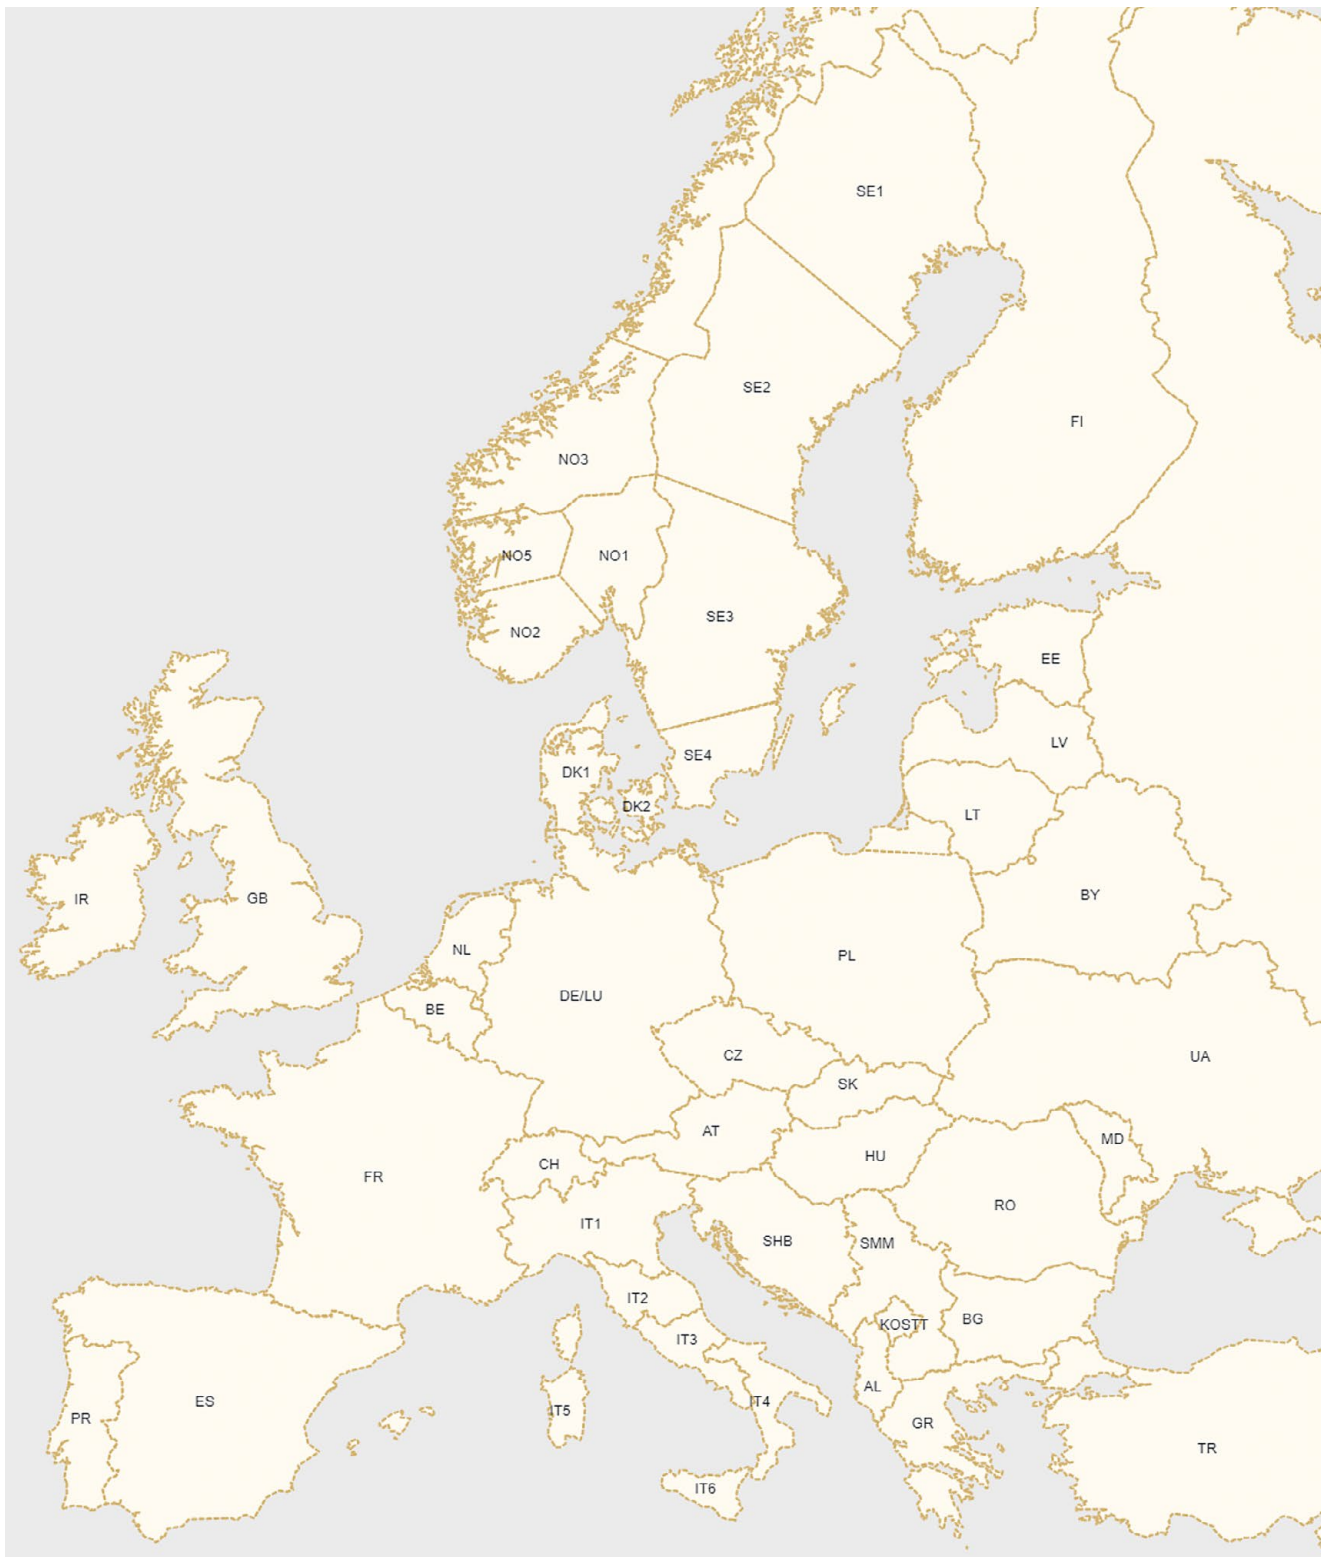 SE1
SE2
FI
NO3
NO5
NO1
SE3
NO2
EE
LV
SE4
DK1
DK2
LT
IR
GB
BY
NL
PL
DE/LU
BE
CZ
UA
SK
AT
MD
HU
CH
FR
RO
IT1
SHB
SMM
IT2
BG
KOSTT
IT3
AL
ES
IT4
IT5
PR
GR
TR
IT6